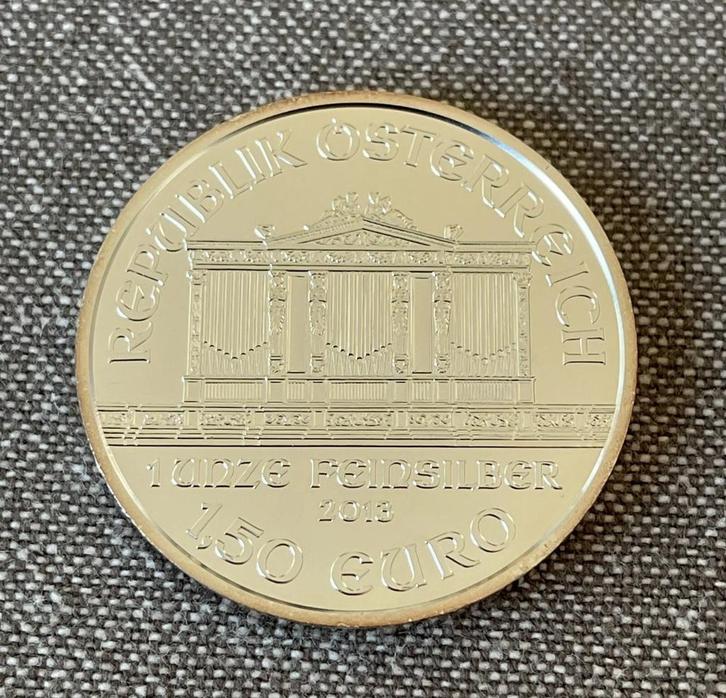 REPUBLIK ÖSTERREICH
1 UNZE FEINSILBER
2013
1,50 EURO